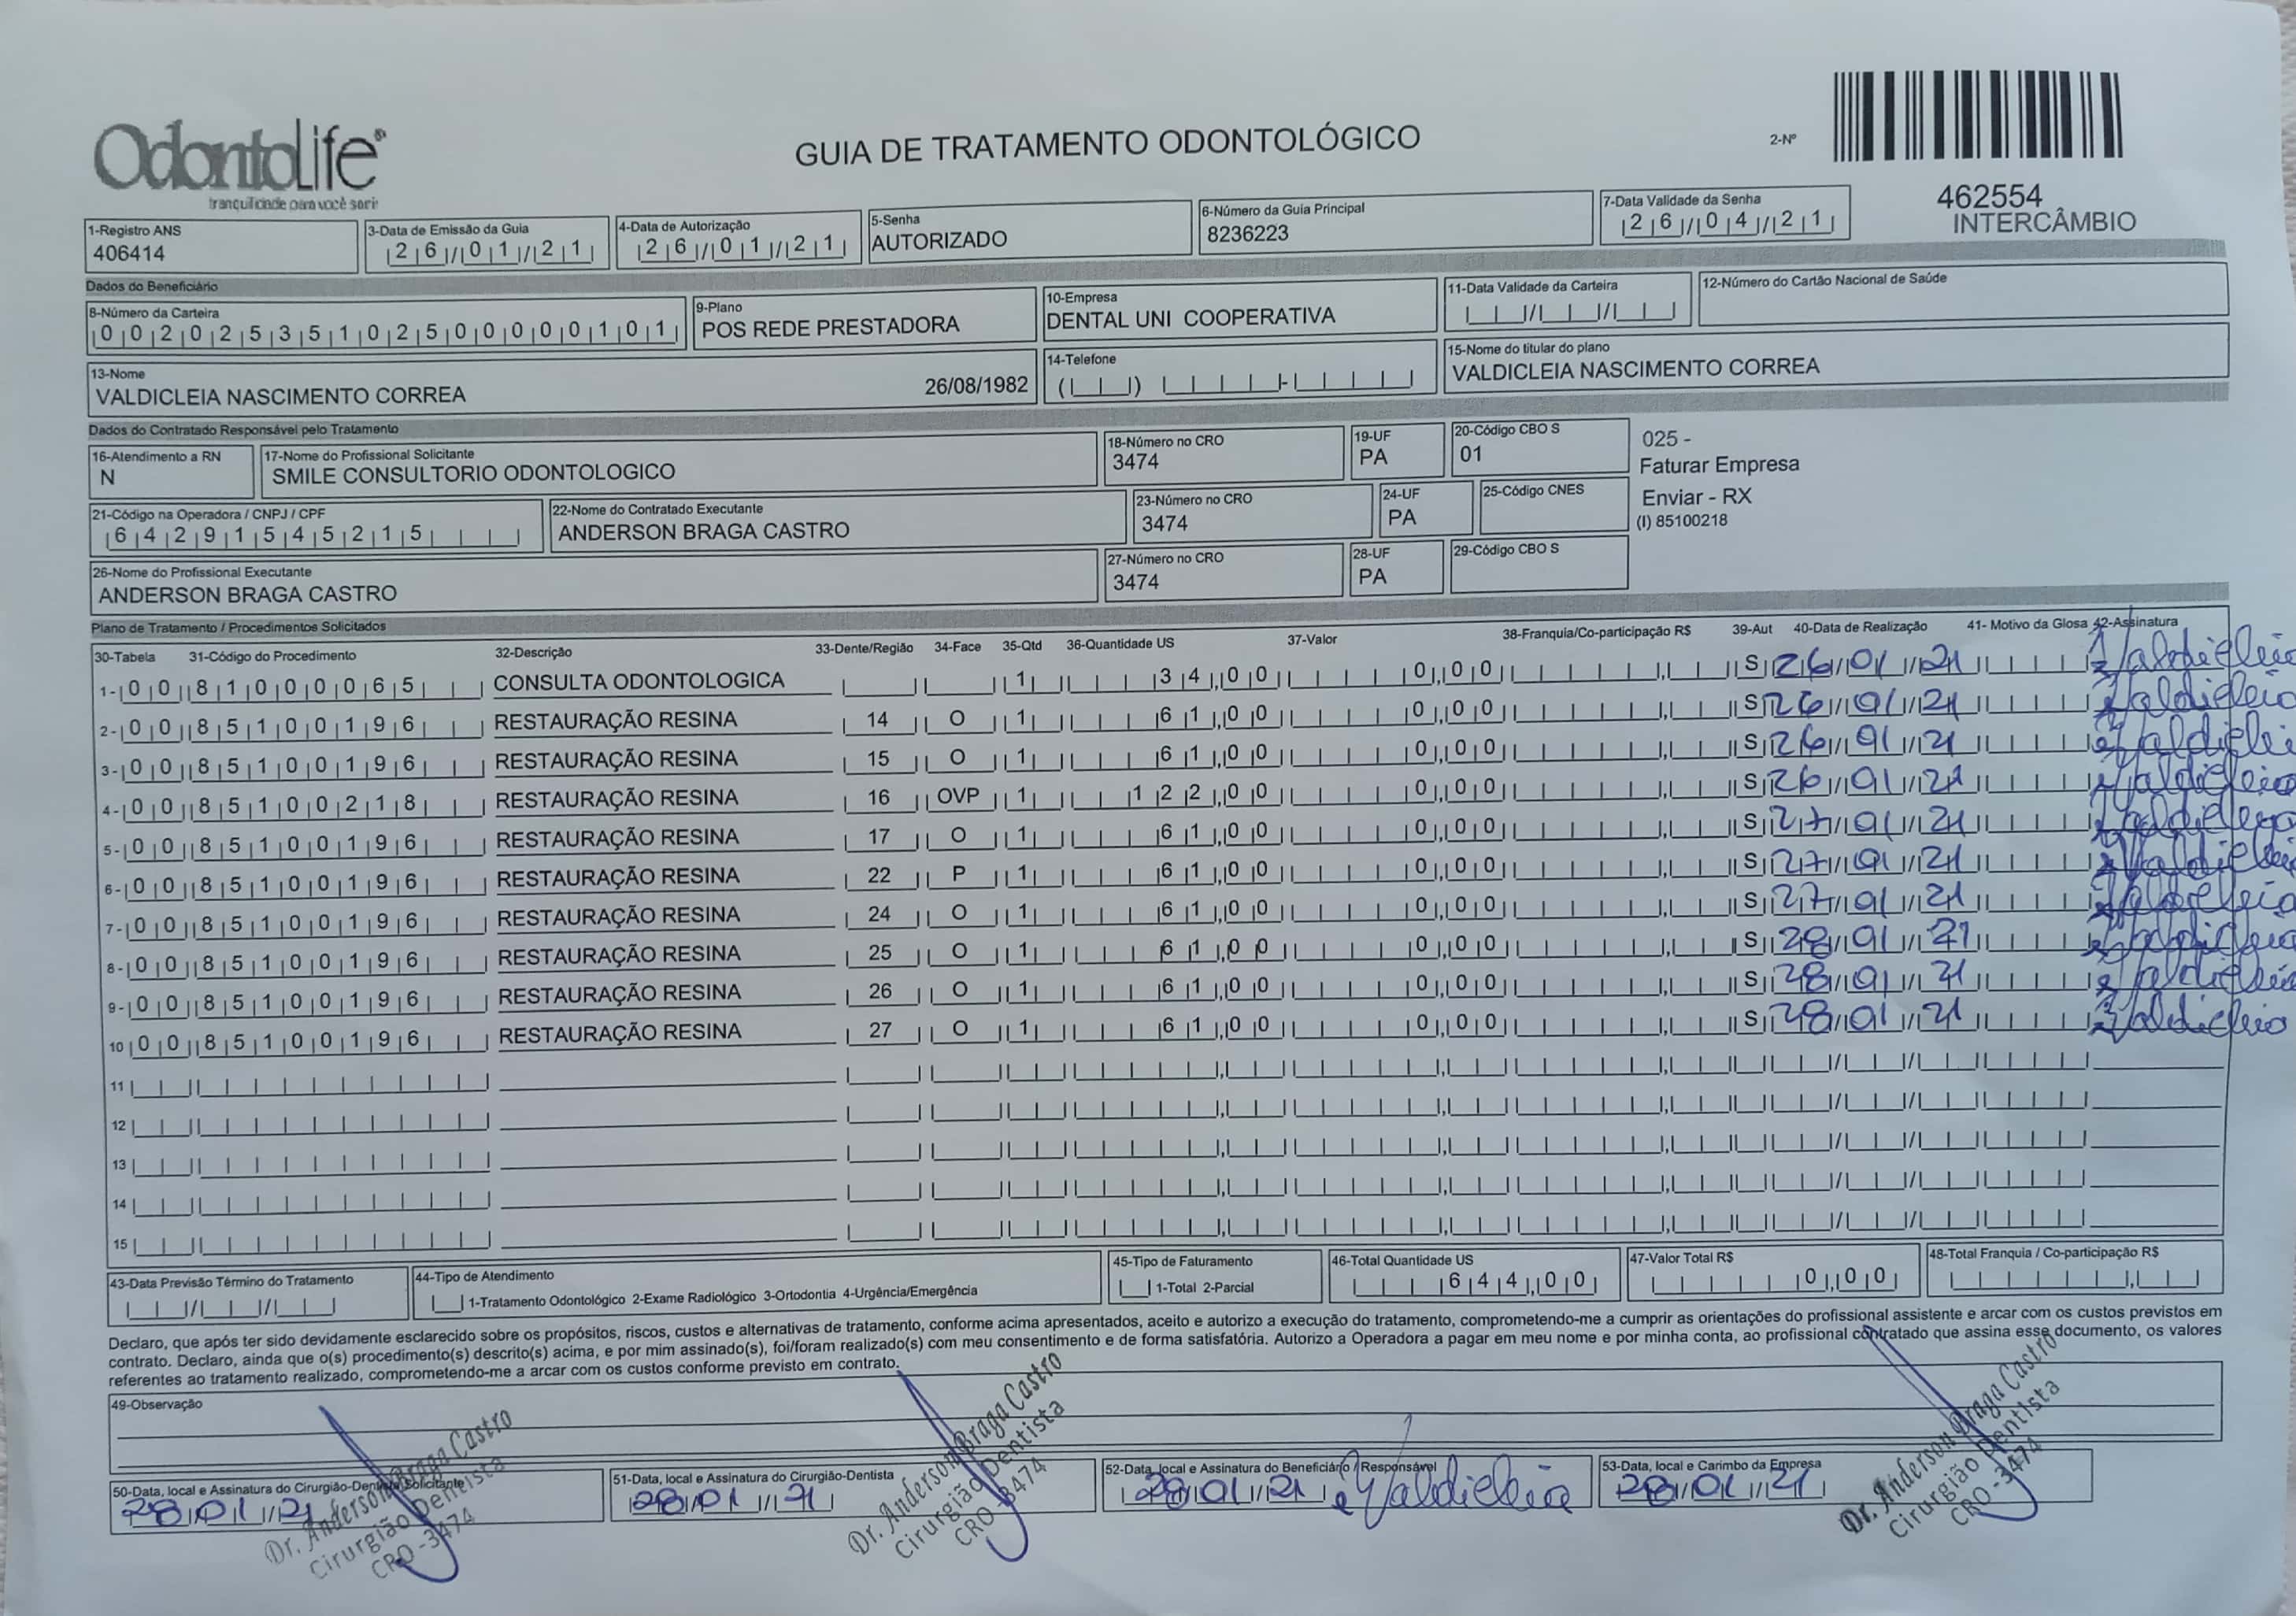 OdontoLife®
tranquilidade para você sorrir
GUIA DE TRATAMENTO ODONTOLÓGICO
2-Nº
462554
INTERCÂMBIO
1-Registro ANS
406414
3-Data de Emissão da Guia
26/01/21
4-Data de Autorização
26/01/21
5-Senha
AUTORIZADO
6-Número da Guia Principal
8236223
7-Data Validade da Senha
26/04/21
Dados do Beneficiário
8-Número da Carteira
00202535102500000101
9-Plano
POS REDE PRESTADORA
10-Empresa
DENTAL UNI COOPERATIVA
11-Data Validade da Carteira
12-Número do Cartão Nacional de Saúde
13-Nome
VALDICLEIA NASCIMENTO CORREA 26/08/1982
14-Telefone
15-Nome do titular do plano
VALDICLEIA NASCIMENTO CORREA
Dados do Contratado Responsável pelo Tratamento
16-Atendimento a RN
N
17-Nome do Profissional Solicitante
SMILE CONSULTORIO ODONTOLOGICO
18-Número no CRO
3474
19-UF
PA
20-Código CBO S
01
025 -
Faturar Empresa
Enviar - RX
(I) 85100218
21-Código na Operadora / CNPJ / CPF
64291545215
22-Nome do Contratado Executante
ANDERSON BRAGA CASTRO
23-Número no CRO
3474
24-UF
PA
25-Código CNES
26-Nome do Profissional Executante
ANDERSON BRAGA CASTRO
27-Número no CRO
3474
28-UF
PA
29-Código CBO S
Plano de Tratamento / Procedimentos Solicitados
30-Tabela 31-Código do Procedimento 32-Descrição 33-Dente/Região 34-Face 35-Qtd 36-Quantidade US 37-Valor 38-Franquia/Co-participação R$ 39-Aut 40-Data de Realização 41- Motivo da Glosa 42-Assinatura
1- 00 81000065 CONSULTA ODONTOLOGICA 1 34,00 0,00 S 26/01/21 Valdicleia
2- 00 85100196 RESTAURAÇÃO RESINA 14 O 1 61,00 0,00 S 26/01/21 Valdicleia
3- 00 85100196 RESTAURAÇÃO RESINA 15 O 1 61,00 0,00 S 26/01/21 Valdicleia
4- 00 85100218 RESTAURAÇÃO RESINA 16 OVP 1 122,00 0,00 S 26/01/21 Valdicleia
5- 00 85100196 RESTAURAÇÃO RESINA 17 O 1 61,00 0,00 S 27/01/21 Valdicleia
6- 00 85100196 RESTAURAÇÃO RESINA 22 P 1 61,00 0,00 S 27/01/21 Valdicleia
7- 00 85100196 RESTAURAÇÃO RESINA 24 O 1 61,00 0,00 S 27/01/21 Valdicleia
8- 00 85100196 RESTAURAÇÃO RESINA 25 O 1 61,00 0,00 S 28/01/21 Valdicleia
9- 00 85100196 RESTAURAÇÃO RESINA 26 O 1 61,00 0,00 S 28/01/21 Valdicleia
10 00 85100196 RESTAURAÇÃO RESINA 27 O 1 61,00 0,00 S 28/01/21 Valdicleia
11
12
13
14
15
43-Data Previsão Término do Tratamento
44-Tipo de Atendimento
1-Tratamento Odontológico 2-Exame Radiológico 3-Ortodontia 4-Urgência/Emergência
45-Tipo de Faturamento
1-Total 2-Parcial
46-Total Quantidade US
644,00
47-Valor Total R$
0,00
48-Total Franquia / Co-participação R$
Declaro, que após ter sido devidamente esclarecido sobre os propósitos, riscos, custos e alternativas de tratamento, conforme acima apresentados, aceito e autorizo a execução do tratamento, comprometendo-me a cumprir as orientações do profissional assistente e arcar com os custos previstos em
contrato. Declaro, ainda que o(s) procedimento(s) descrito(s) acima, e por mim assinado(s), foi/foram realizado(s) com meu consentimento e de forma satisfatória. Autorizo a Operadora a pagar em meu nome e por minha conta, ao profissional contratado que assina esse documento, os valores
referentes ao tratamento realizado, comprometendo-me a arcar com os custos conforme previsto em contrato.
49-Observação
50-Data, local e Assinatura do Cirurgião-Dentista Solicitante
28/01/21
Dr. Anderson Braga Castro
Cirurgião Dentista
CRO -3474
51-Data, local e Assinatura do Cirurgião-Dentista
28/01/21
Dr. Anderson Braga Castro
Cirurgião Dentista
CRO -3474
52-Data, local e Assinatura do Beneficiário / Responsável
28/01/21 Valdicleia
53-Data, local e Carimbo da Empresa
28/01/21
Dr. Anderson Braga Castro
Cirurgião Dentista
CRO -3474